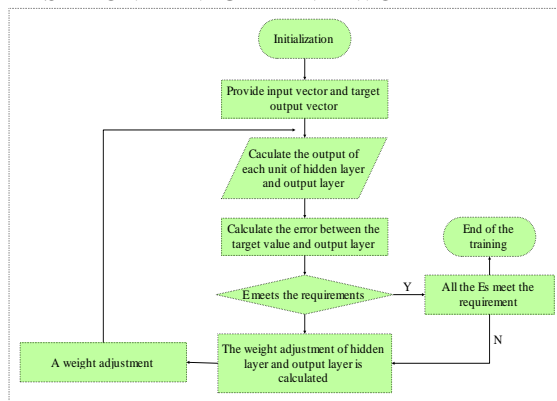 Initialization
Provide input vector and target
output vector
Caculate the output of
each unit of hidden layer
and output layer
Calculate the error between the
target value and output layer
End of the
training
E meets the requirements
Y
All the Es meet the
requirement
N
The weight adjustment of hidden
layer and output layer is
calculated
A weight adjustment